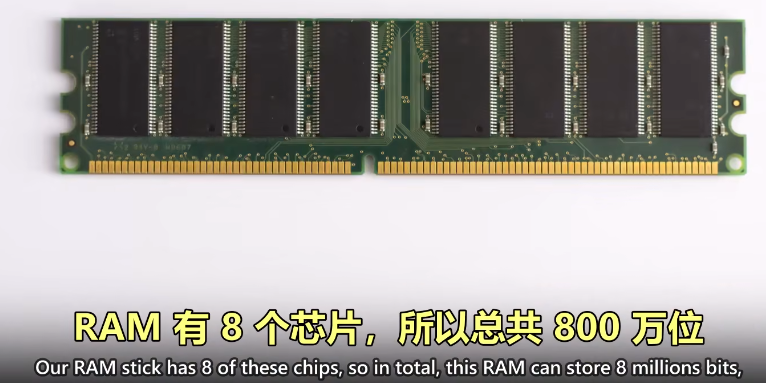 RAM 有 8 个芯片，所以总共 800 万位
Our RAM stick has 8 of these chips, so in total, this RAM can store 8 millions bits,